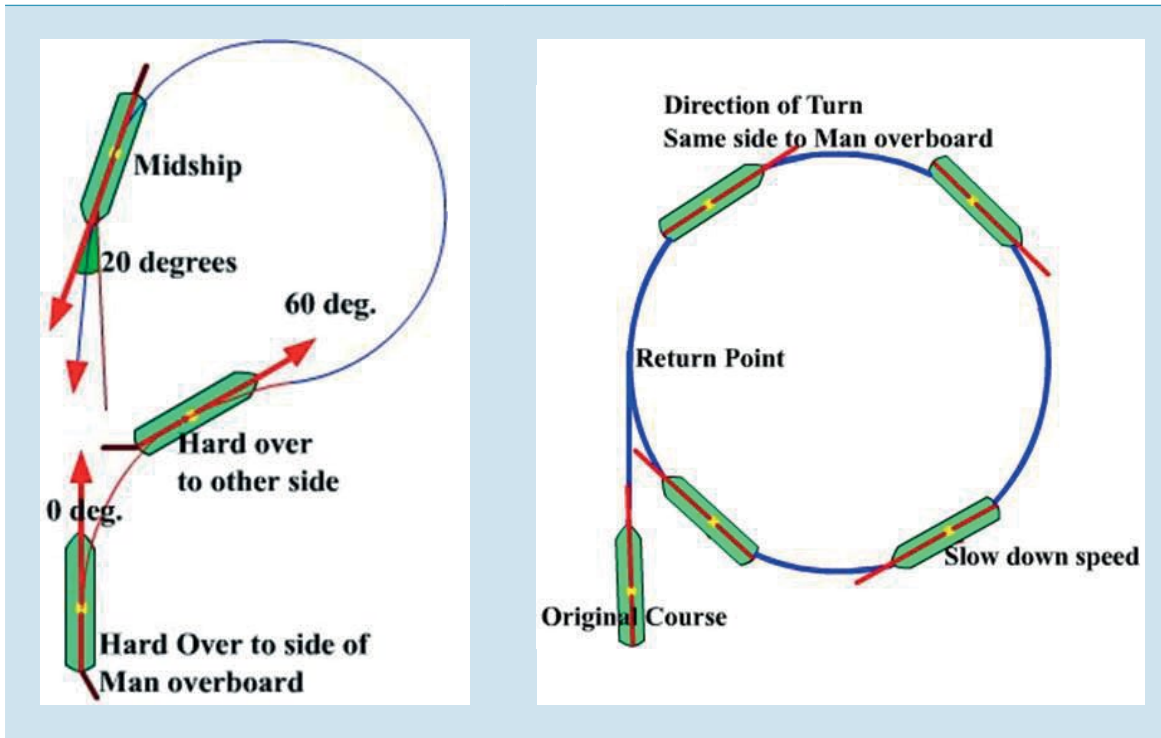 Midship
20 degrees
60 deg.
Hard over
to other side
0 deg.
Hard Over to side of
Man overboard
Direction of Turn
Same side to Man overboard
Return Point
Slow down speed
Original Course